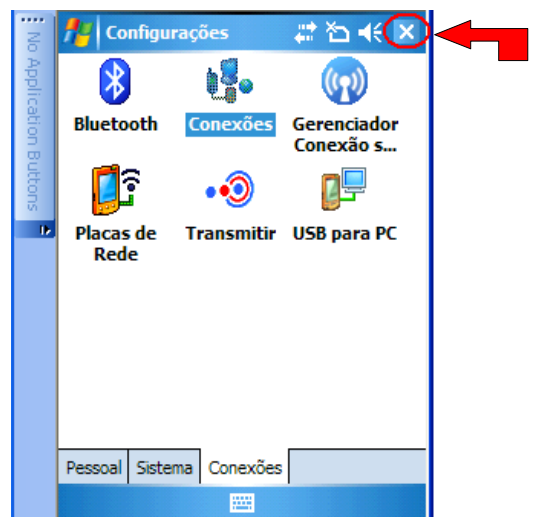 No Application Buttons
Configurações
Bluetooth
Conexões
Gerenciador
Conexão s...
Placas de
Rede
Transmitir
USB para PC
Pessoal
Sistema
Conexões